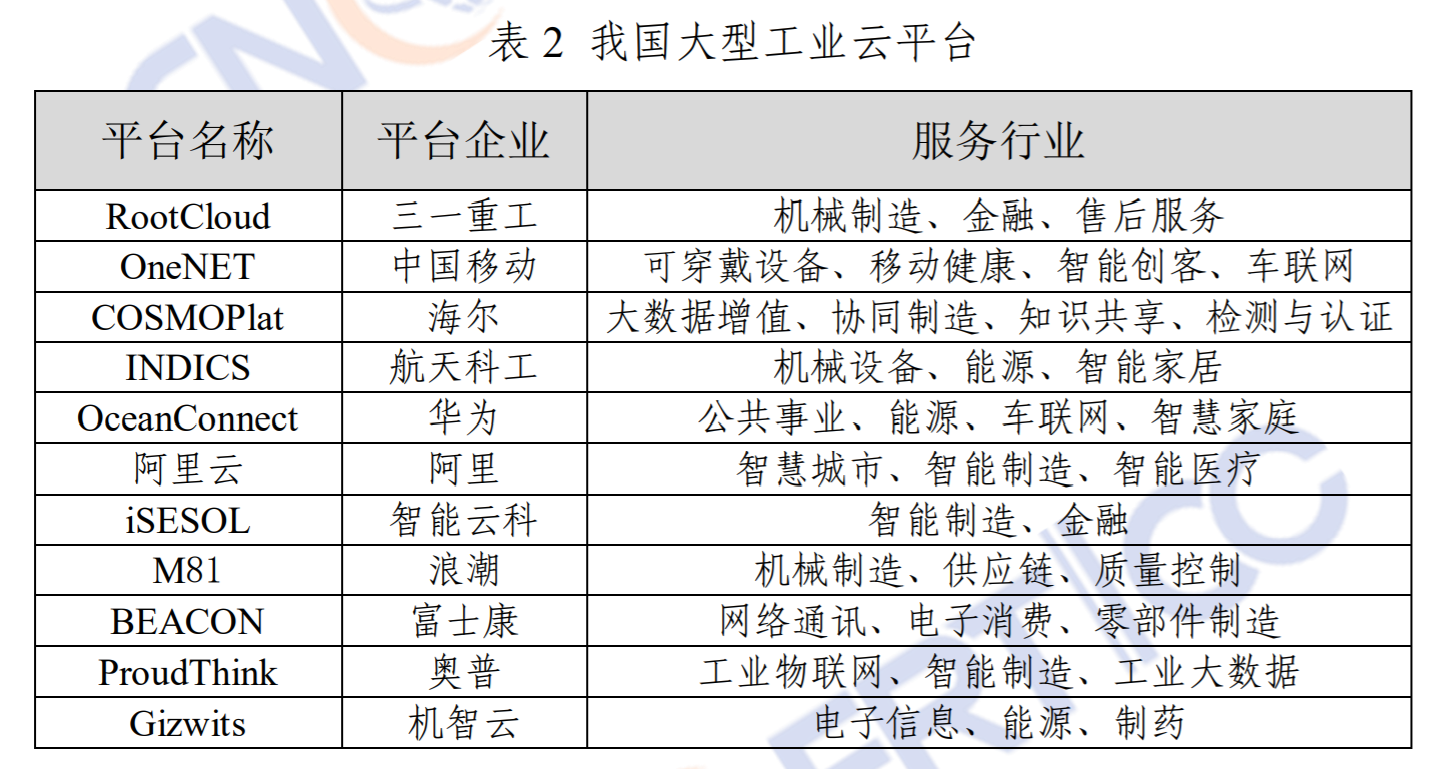 表 2 我国大型工业云平台
平台名称 平台企业 服务行业
RootCloud 三一重工 机械制造、金融、售后服务
OneNET 中国移动 可穿戴设备、移动健康、智能创客、车联网
COSMOPlat 海尔 大数据增值、协同制造、知识共享、检测与认证
INDICS 航天科工 机械设备、能源、智能家居
OceanConnect 华为 公共事业、能源、车联网、智慧家庭
阿里云 阿里 智慧城市、智能制造、智能医疗
iSESOL 智能云科 智能制造、金融
M81 浪潮 机械制造、供应链、质量控制
BEACON 富士康 网络通讯、电子消费、零部件制造
ProudThink 奥普 工业物联网、智能制造、工业大数据
Gizwits 机智云 电子信息、能源、制药
CNC
ERT CC